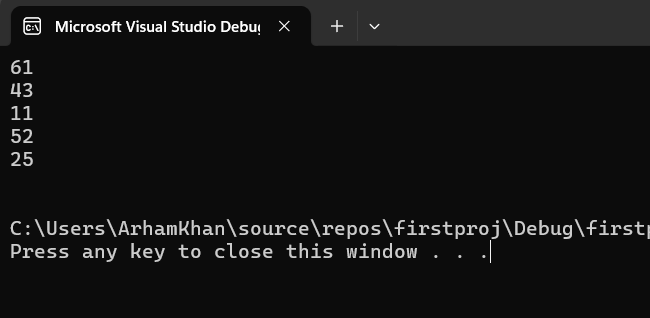 Microsoft Visual Studio Debug
61
43
11
52
25
C:\Users\ArhamKhan\source\repos\firstproj\Debug\firstp
Press any key to close this window . . .